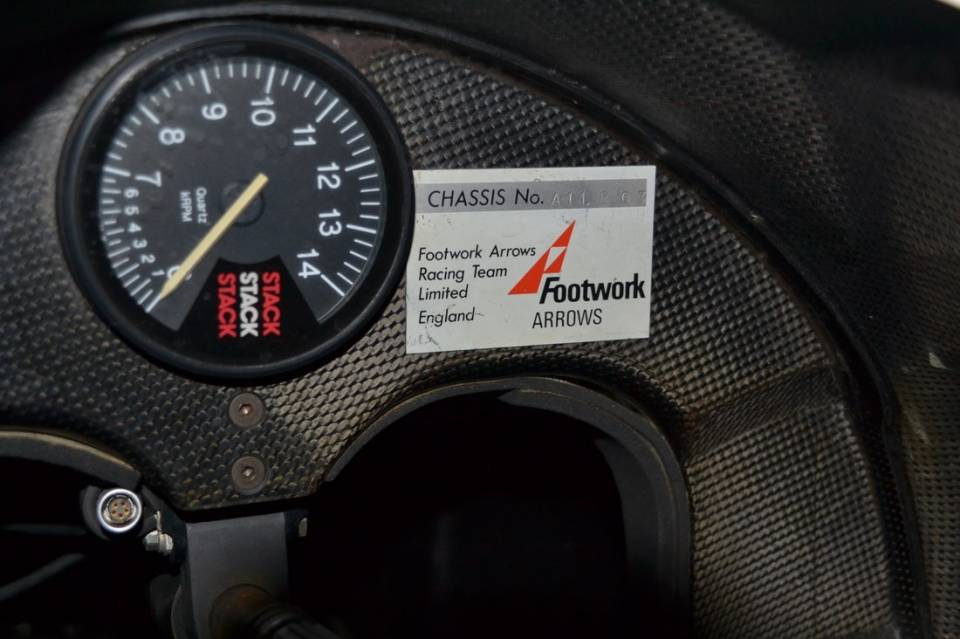 10
9
11
8
12
7
13
6
5
4
3
2
1
0
14
Quartz
kRPM
STACK
STACK
STACK
CHASSIS No.
Footwork Arrows
Racing Team
Limited
England
Footwork
ARROWS